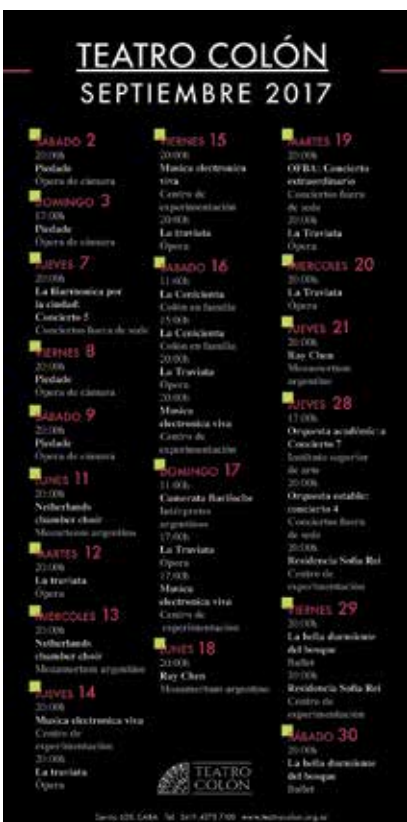 TEATRO COLÓN
SEPTIEMBRE 2017
SÁBADO 2
20:00h
Piedade
Ópera de cámara
DOMINGO 3
17:00h
Piedade
Ópera de cámara
JUEVES 7
20:00h
La filarmonica por
la ciudad:
Concierto 5
Conciertos fuera de sede
VIERNES 8
20:00h
Piedade
Ópera de cámara
SÁBADO 9
20:00h
Piedade
Ópera de cámara
LUNES 11
20:00h
Netherlands
chamber choir
Mozarteum argentino
MARTES 12
20:00h
La traviata
Ópera
MIÉRCOLES 13
20:00h
Netherlands
chamber choir
Mozarteum argentino
JUEVES 14
20:00h
Musica electronica viva
Centro de
experimentación
20:00h
La traviata
Ópera
VIERNES 15
20:00h
Musica electronica
viva
Centro de
experimentación
20:00h
La traviata
Ópera
SÁBADO 16
11:00h
La Cenicienta
Colón en familia
15:00h
La Cenicienta
Colón en familia
20:00h
La Traviata
Ópera
20:00h
Musica
electronica viva
Centro de
experimentación
DOMINGO 17
11:00h
Camerata Bariloche
Intérpretes
argentinos
17:00h
La Traviata
Ópera
17:00h
Musica
electronica viva
Centro de
experimentación
LUNES 18
20:00h
Ray Chen
Mozarteum argentino
MARTES 19
20:00h
OFBA: Concierto
extraordinario
Conciertos fuera
de sede
20:00h
La Traviata
Ópera
MIÉRCOLES 20
20:00h
La Traviata
Ópera
JUEVES 21
20:00h
Ray Chen
Mozarteum
argentino
JUEVES 28
17:00h
Orquesta académica:
Concierto 7
Instituto superior
de arte
20:00h
Orquesta estable:
concierto 4
Conciertos fuera
de sede
20:00h
Residencia Sofia Rei
Centro de
experimentación
VIERNES 29
20:00h
La bella durmiente
del bosque
Ballet
20:00h
Residencia Sofia Rei
Centro de
experimentación
SÁBADO 30
20:00h
La bella durmiente
del bosque
Ballet
TEATRO
COLÓN
www.teatrocolon.org.ar